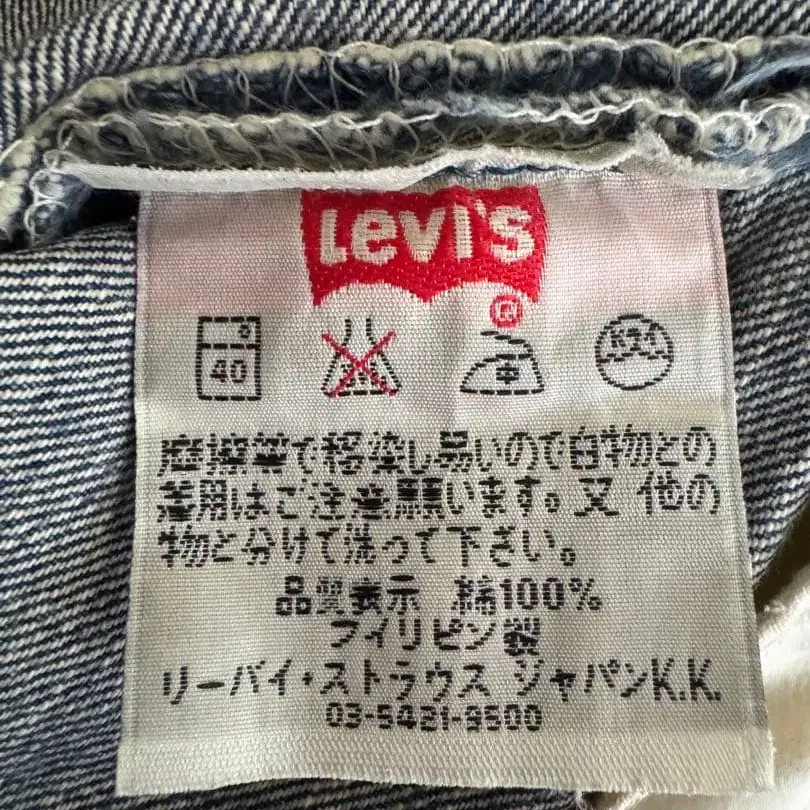 Levi's
®
40 中 ドライ
摩擦等で移染し易いので白物との
着用はご注意願います。又 他の
物と分けて洗って下さい。
品質表示 綿100%
フィリピン製
リーバイ・ストラウス ジャパンK.K.
03-5421-9500